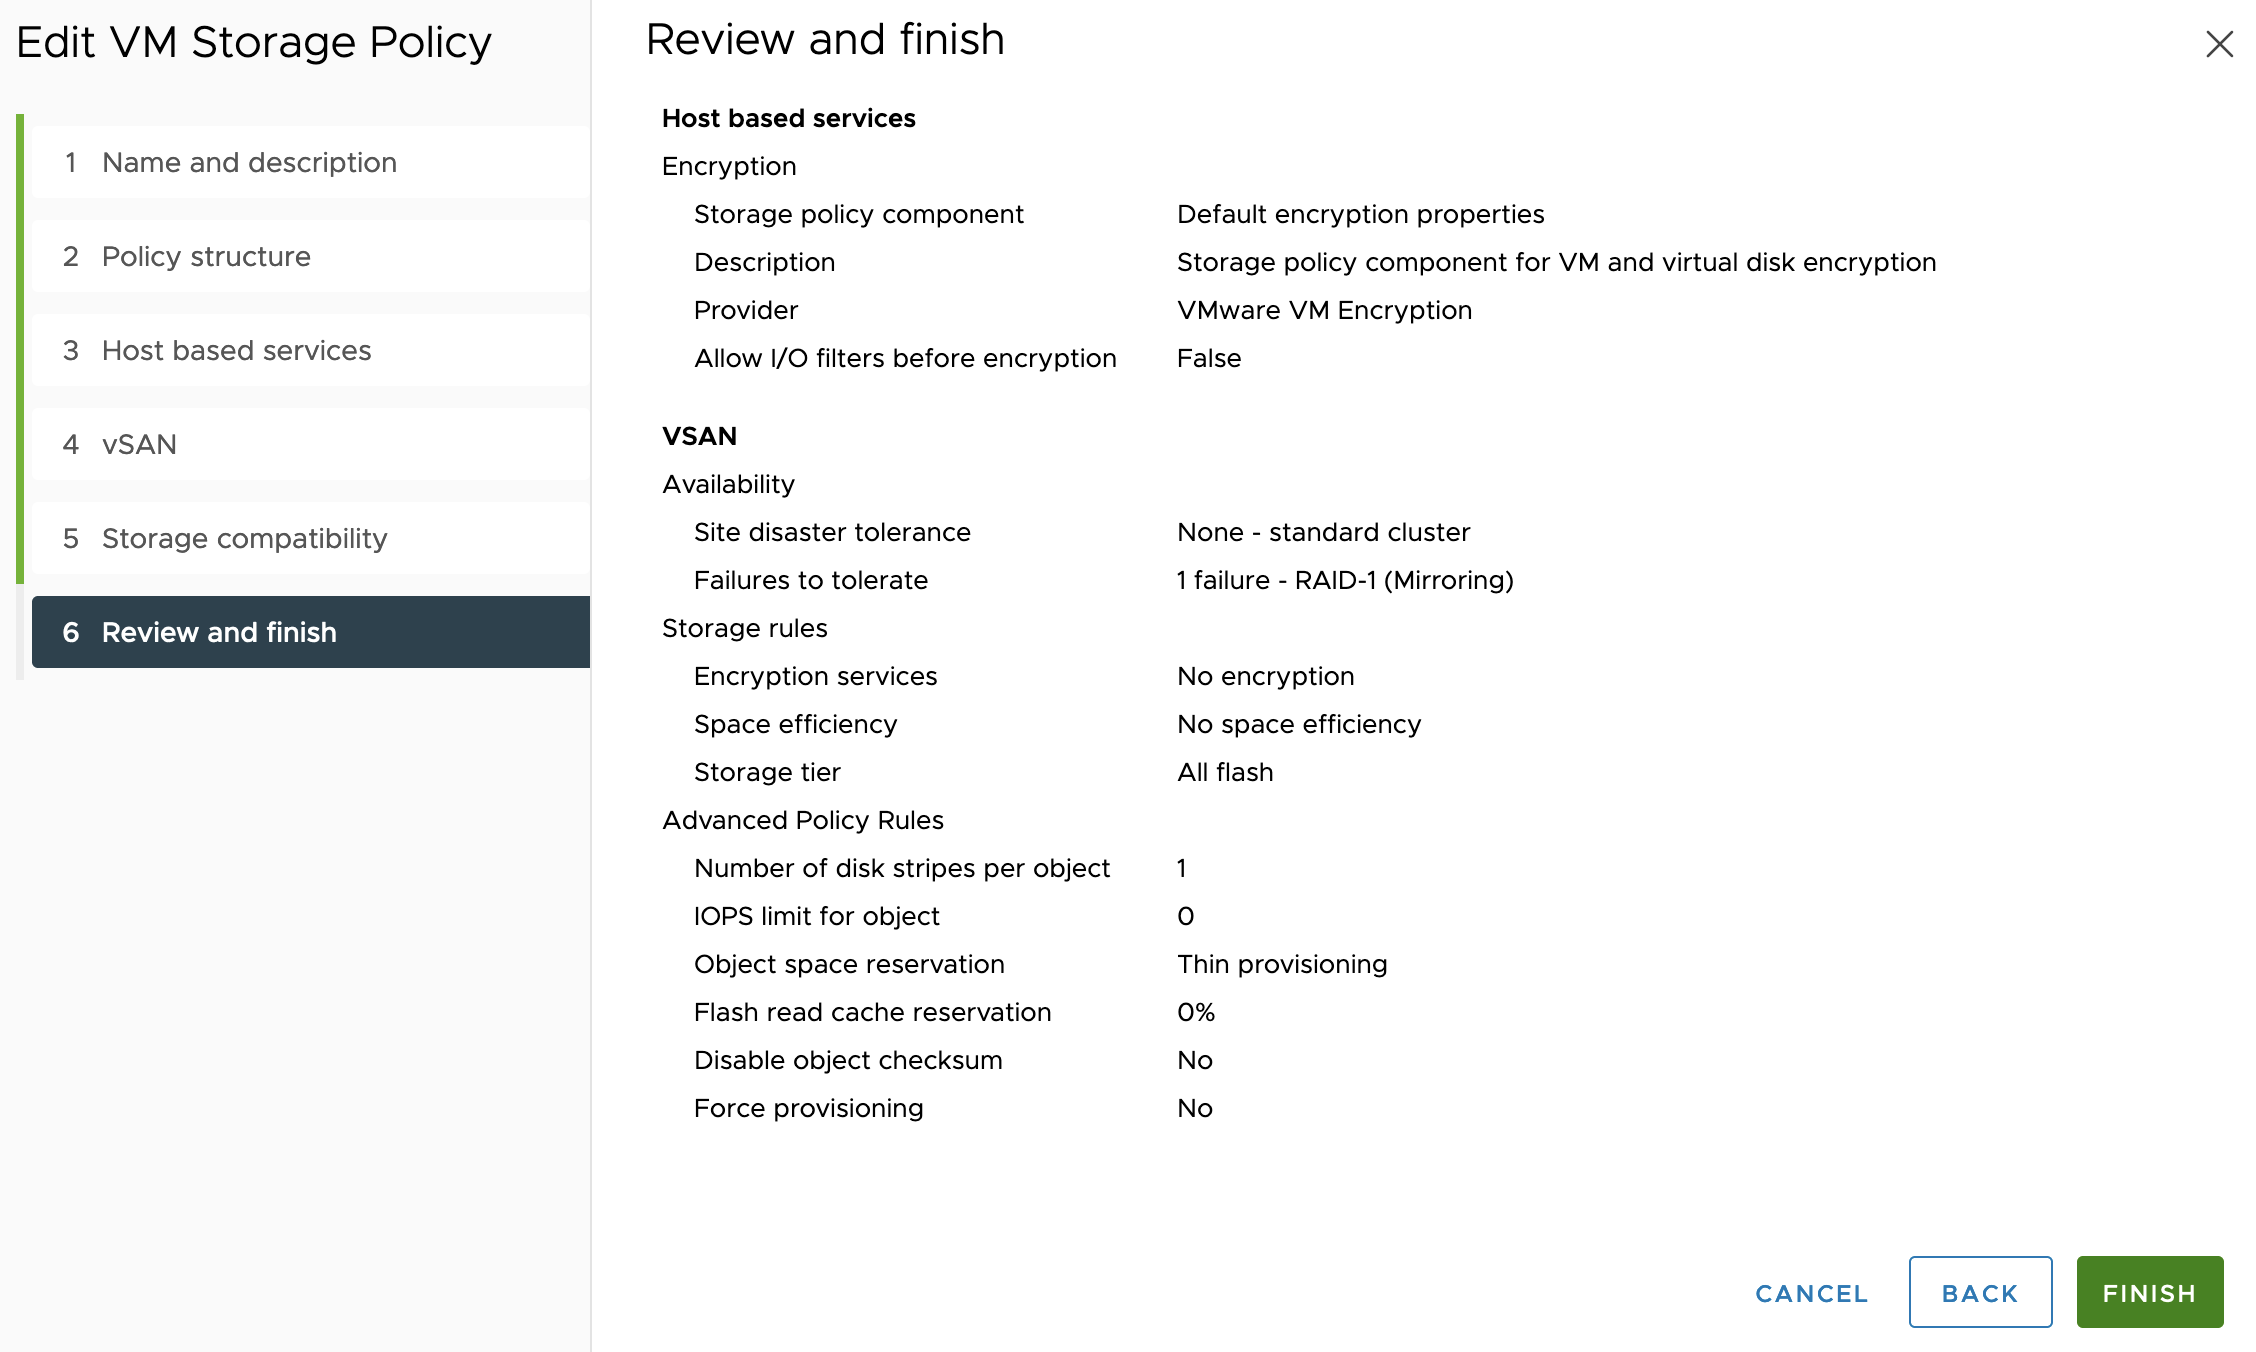 Edit VM Storage Policy
1 Name and description
2 Policy structure
3 Host based services
4 vSAN
5 Storage compatibility
6 Review and finish
Review and finish
Host based services
Encryption
Storage policy component Default encryption properties
Description Storage policy component for VM and virtual disk encryption
Provider VMware VM Encryption
Allow I/O filters before encryption False
VSAN
Availability
Site disaster tolerance None - standard cluster
Failures to tolerate 1 failure - RAID-1 (Mirroring)
Storage rules
Encryption services No encryption
Space efficiency No space efficiency
Storage tier All flash
Advanced Policy Rules
Number of disk stripes per object 1
IOPS limit for object 0
Object space reservation Thin provisioning
Flash read cache reservation 0%
Disable object checksum No
Force provisioning No
CANCEL BACK FINISH